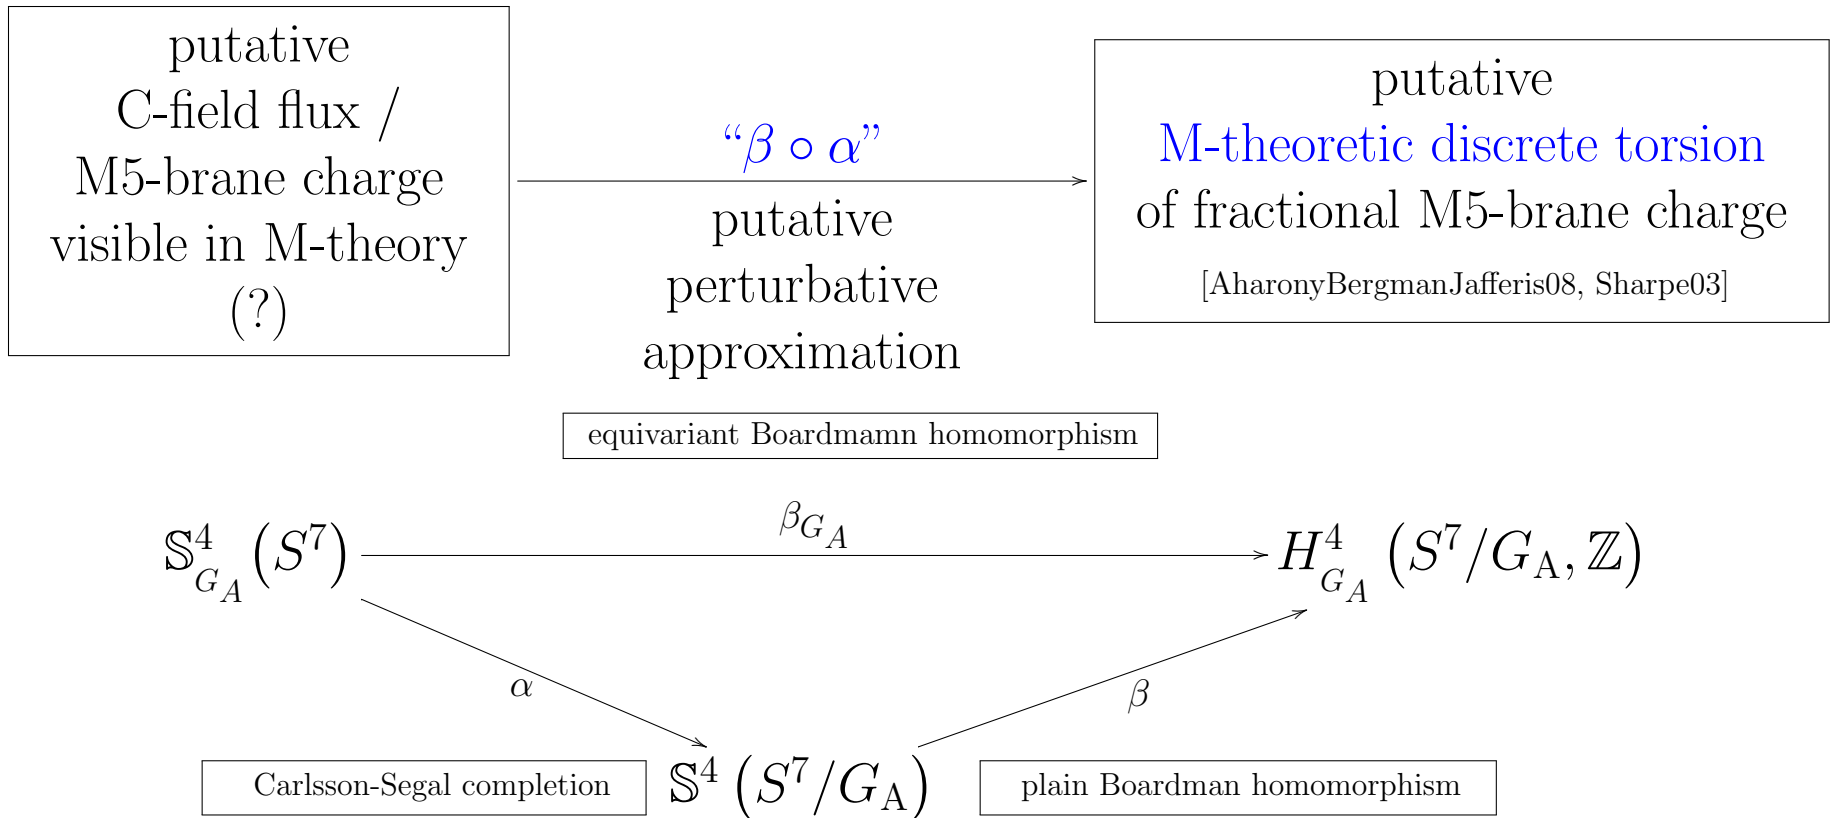 putative
C-field flux /
M5-brane charge
visible in M-theory
(?)
“β ∘ α”
putative
perturbative
approximation
putative
M-theoretic discrete torsion
of fractional M5-brane charge
[AharonyBergmanJafferis08, Sharpe03]
equivariant Boardmamn homomorphism
𝕊⁴_{G_A}(S⁷)
β_{G_A}
H⁴_{G_A}(S⁷/G_A, ℤ)
α
β
Carlsson-Segal completion
𝕊⁴(S⁷/G_A)
plain Boardman homomorphism